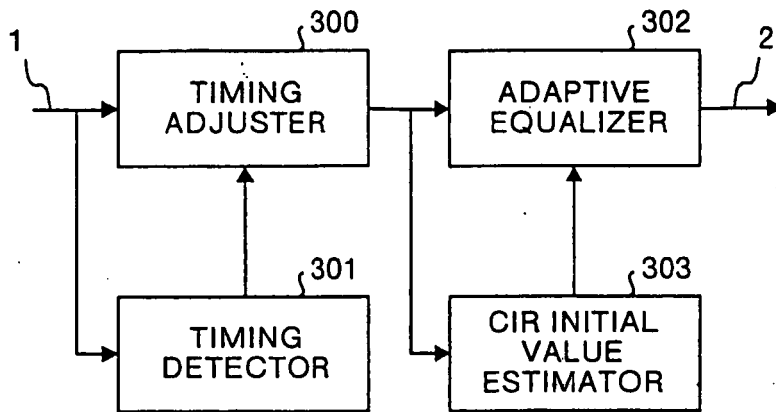 300
302
1
TIMING
ADJUSTER
ADAPTIVE
EQUALIZER
2
301
303
TIMING
DETECTOR
CIR INITIAL
VALUE
ESTIMATOR